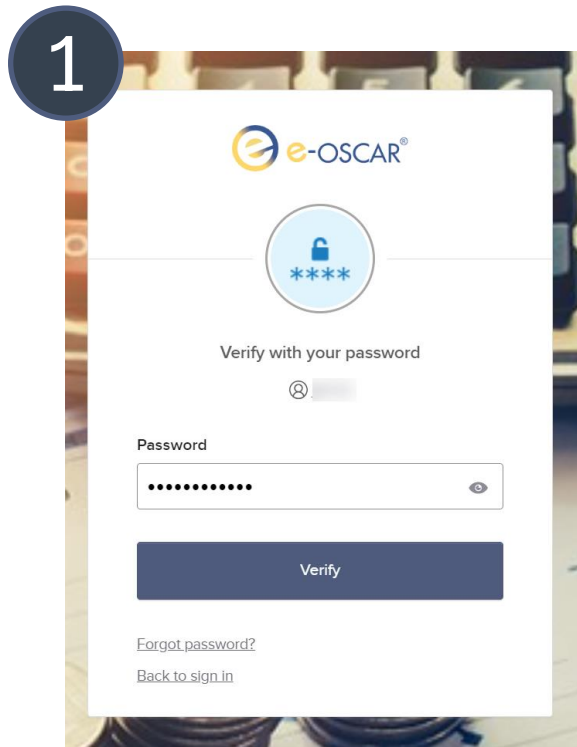 1
e-OSCAR®
****
Verify with your password
Password
••••••••••••
Verify
Forgot password?
Back to sign in